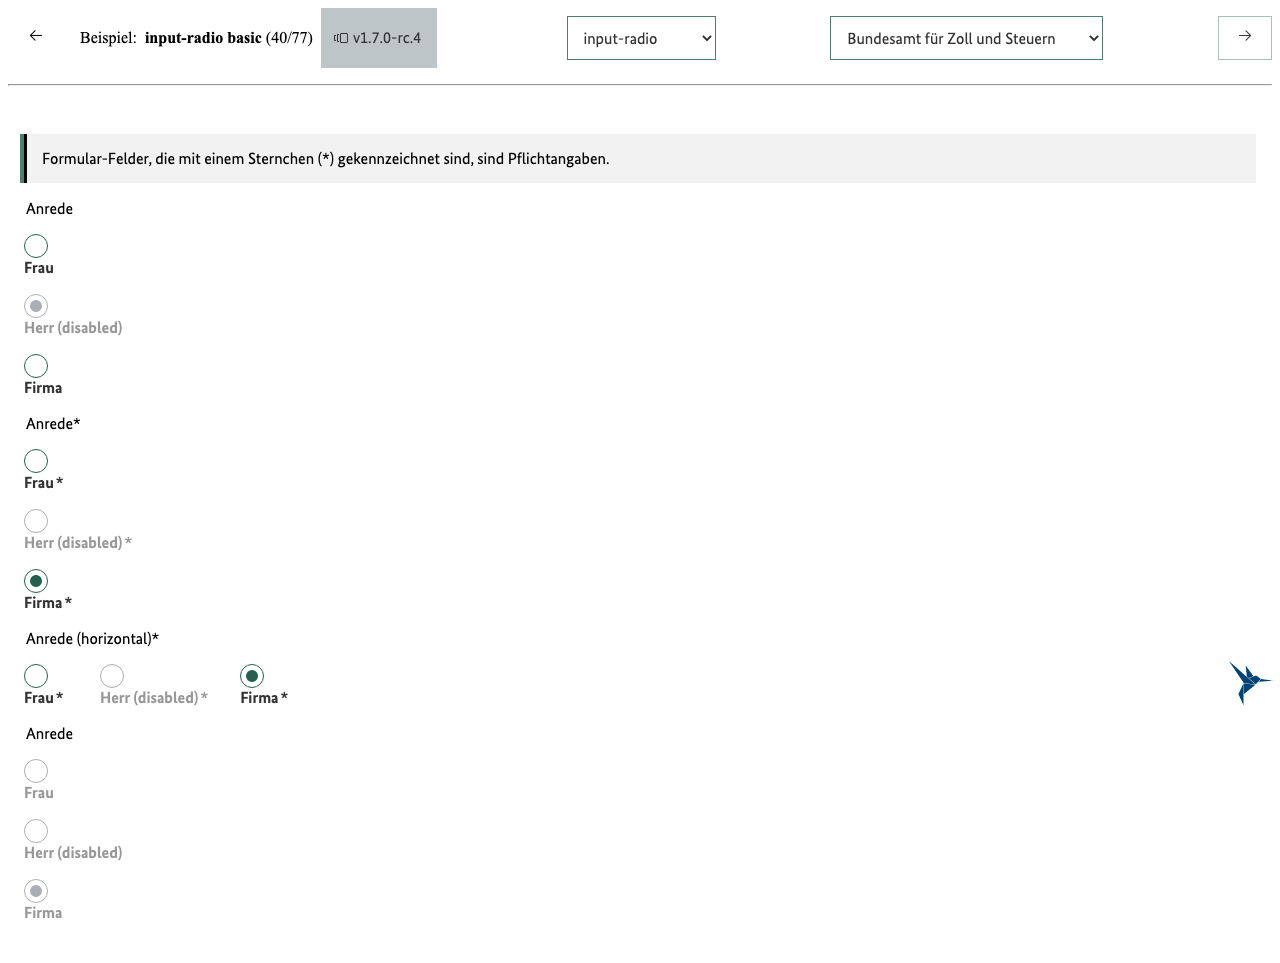 ← Beispiel: input-radio basic (40/77) v1.7.0-rc.4 input-radio Bundesamt für Zoll und Steuern →
Formular-Felder, die mit einem Sternchen (*) gekennzeichnet sind, sind Pflichtangaben.
Anrede
Frau
Herr (disabled)
Firma
Anrede*
Frau *
Herr (disabled) *
Firma *
Anrede (horizontal)*
Frau * Herr (disabled) * Firma *
Anrede
Frau
Herr (disabled)
Firma